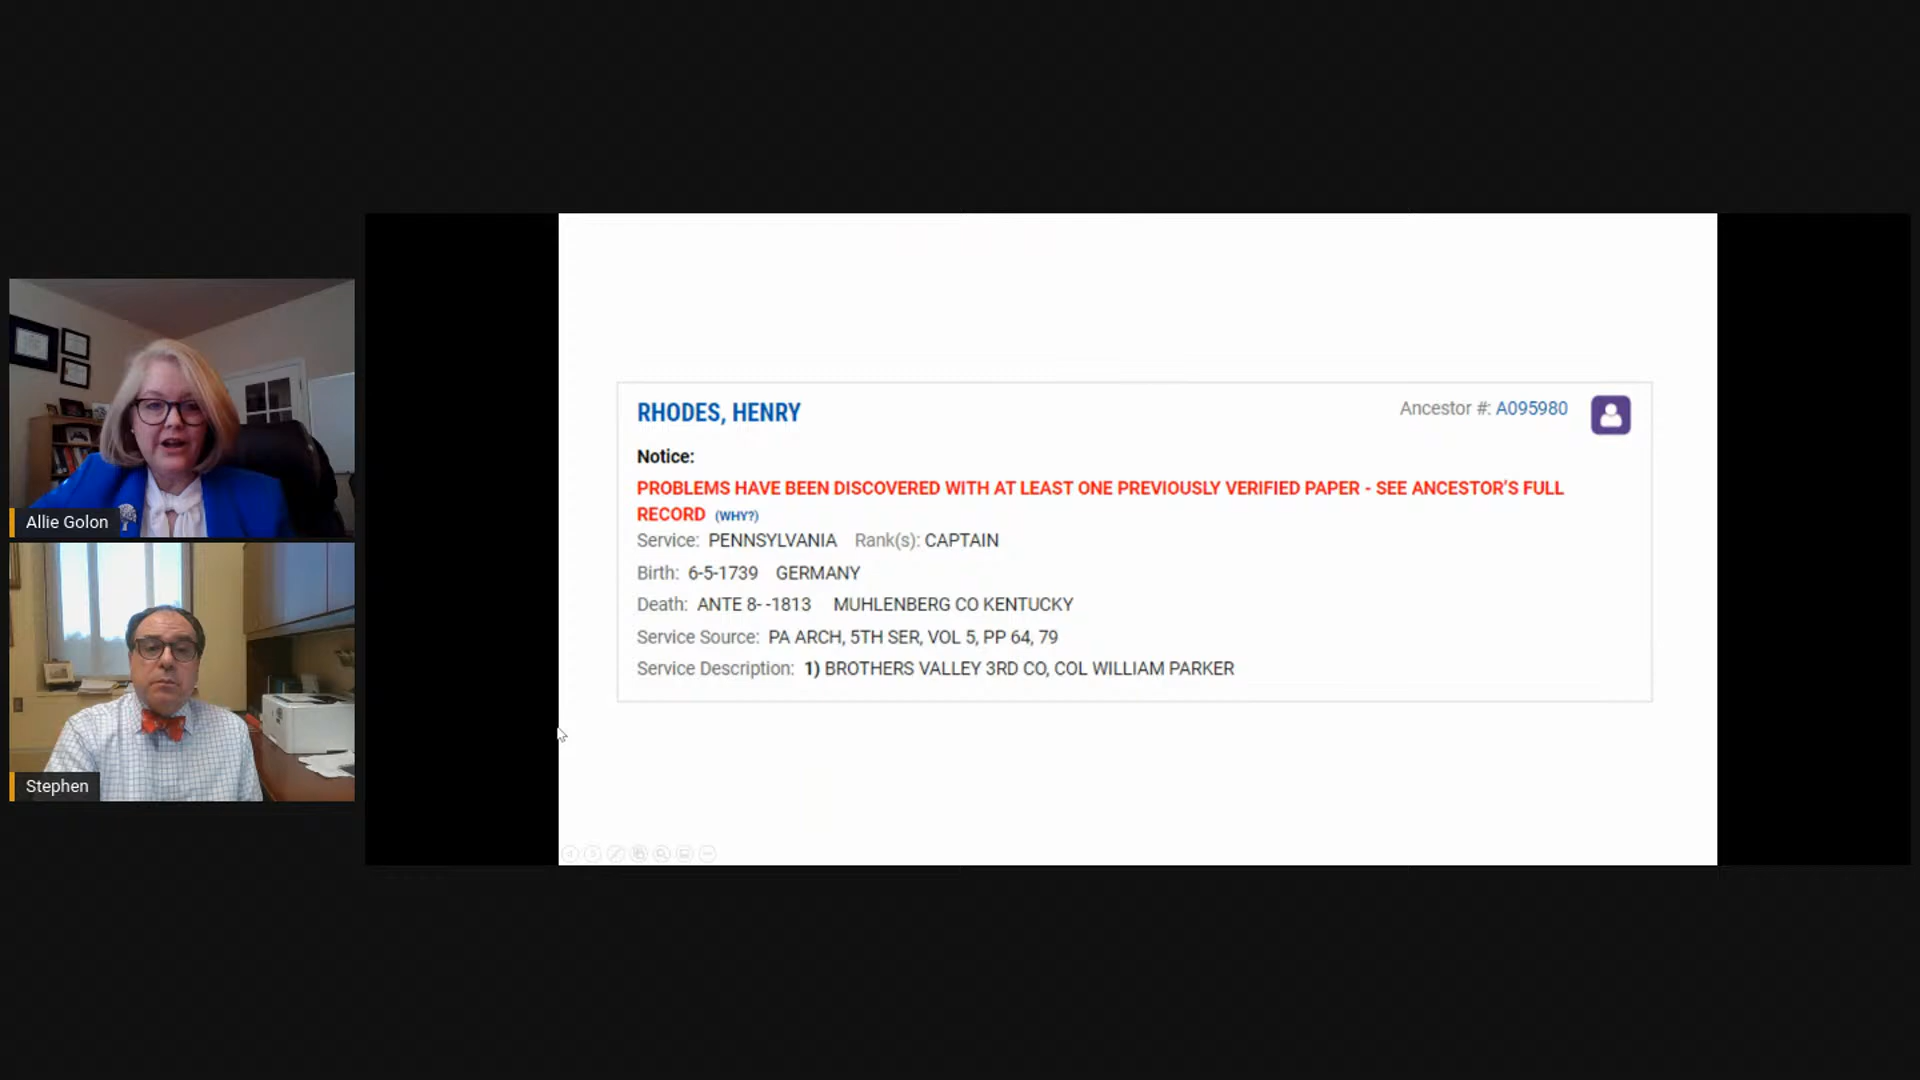 RHODES, HENRY
Ancestor #: A095980
Notice:
PROBLEMS HAVE BEEN DISCOVERED WITH AT LEAST ONE PREVIOUSLY VERIFIED PAPER - SEE ANCESTOR'S FULL
RECORD (WHY?)
Service: PENNSYLVANIA Rank(s): CAPTAIN
Birth: 6-5-1739 GERMANY
Death: ANTE 8- -1813 MUHLENBERG CO KENTUCKY
Service Source: PA ARCH, 5TH SER, VOL 5, PP 64, 79
Service Description: 1) BROTHERS VALLEY 3RD CO, COL WILLIAM PARKER
Allie Golon
Stephen